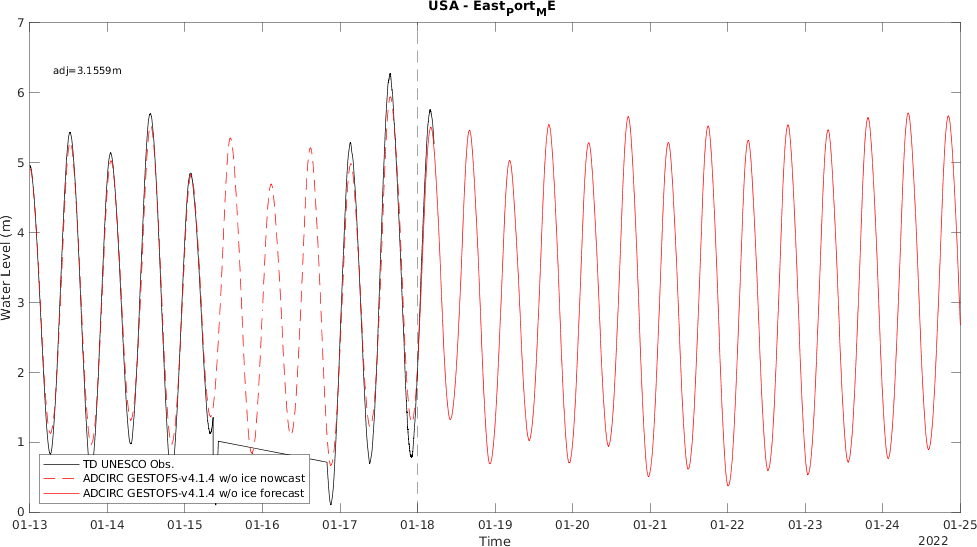 USA - EastPortME
adj=3.1559m
Water Level (m)
7
6
5
4
3
2
1
0
TD UNESCO Obs.
ADCIRC GESTOFS-v4.1.4 w/o ice nowcast
ADCIRC GESTOFS-v4.1.4 w/o ice forecast
01-13 01-14 01-15 01-16 01-17 01-18 01-19 01-20 01-21 01-22 01-23 01-24 01-25
Time
2022